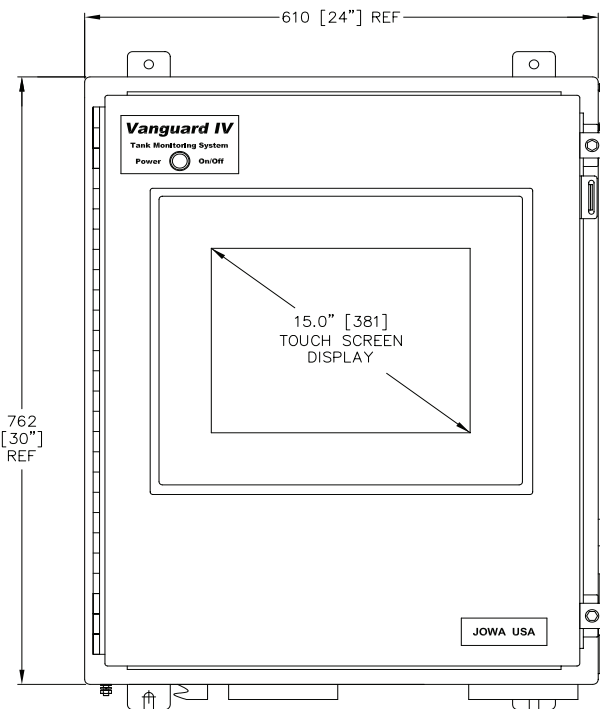 610 [24”] REF
Vanguard IV
Tank Monitoring System
Power On/Off
15.0” [381]
TOUCH SCREEN
DISPLAY
762
[30”]
REF
JOWA USA